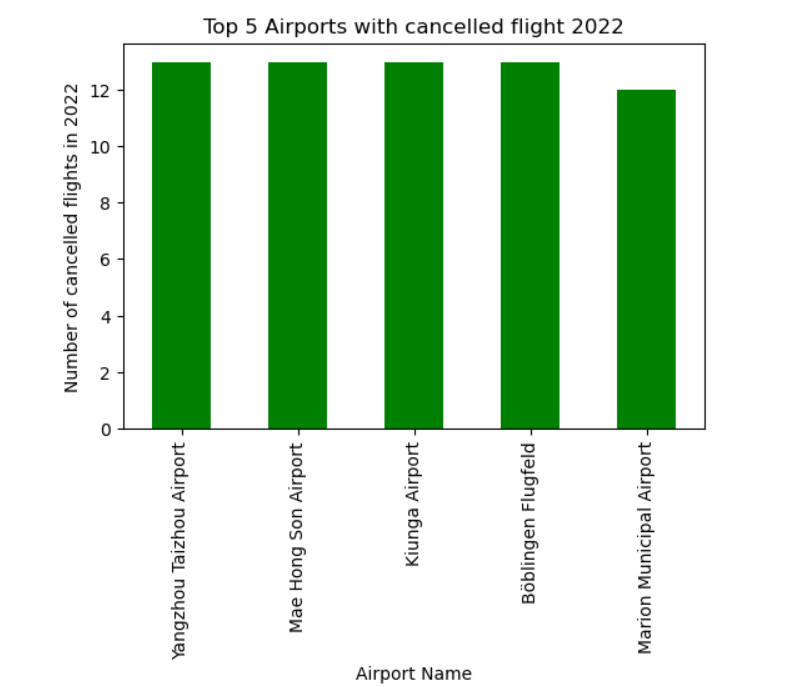 Top 5 Airports with cancelled flight 2022
Number of cancelled flights in 2022
12
10
8
6
4
2
0
Yangzhou Taizhou Airport
Mae Hong Son Airport
Kiunga Airport
Böblingen Flugfeld
Marion Municipal Airport
Airport Name